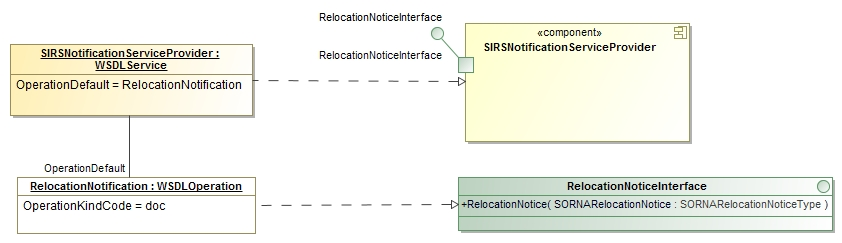 RelocationNoticeInterface
RelocationNoticeInterface
«component»
SIRSNotificationServiceProvider
SIRSNotificationServiceProvider :
WSDLService
OperationDefault = RelocationNotification
OperationDefault
RelocationNotification : WSDLOperation
OperationKindCode = doc
RelocationNoticeInterface
+RelocationNotice( SORNARelocationNotice : SORNARelocationNoticeType )